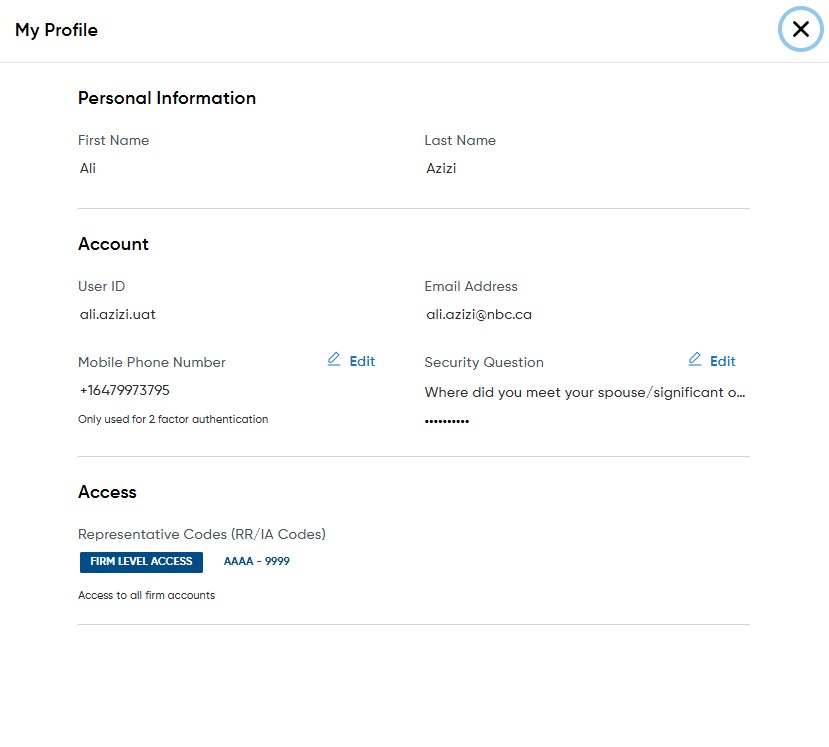 My Profile
Personal Information
First Name
Last Name
Ali
Azizi
Account
User ID
Email Address
ali.azizi.uat
ali.azizi@nbc.ca
Mobile Phone Number
Edit
Security Question
Edit
+16479973795
Where did you meet your spouse/significant o...
Only used for 2 factor authentication
••••••••••
Access
Representative Codes (RR/IA Codes)
FIRM LEVEL ACCESS
AAAA - 9999
Access to all firm accounts